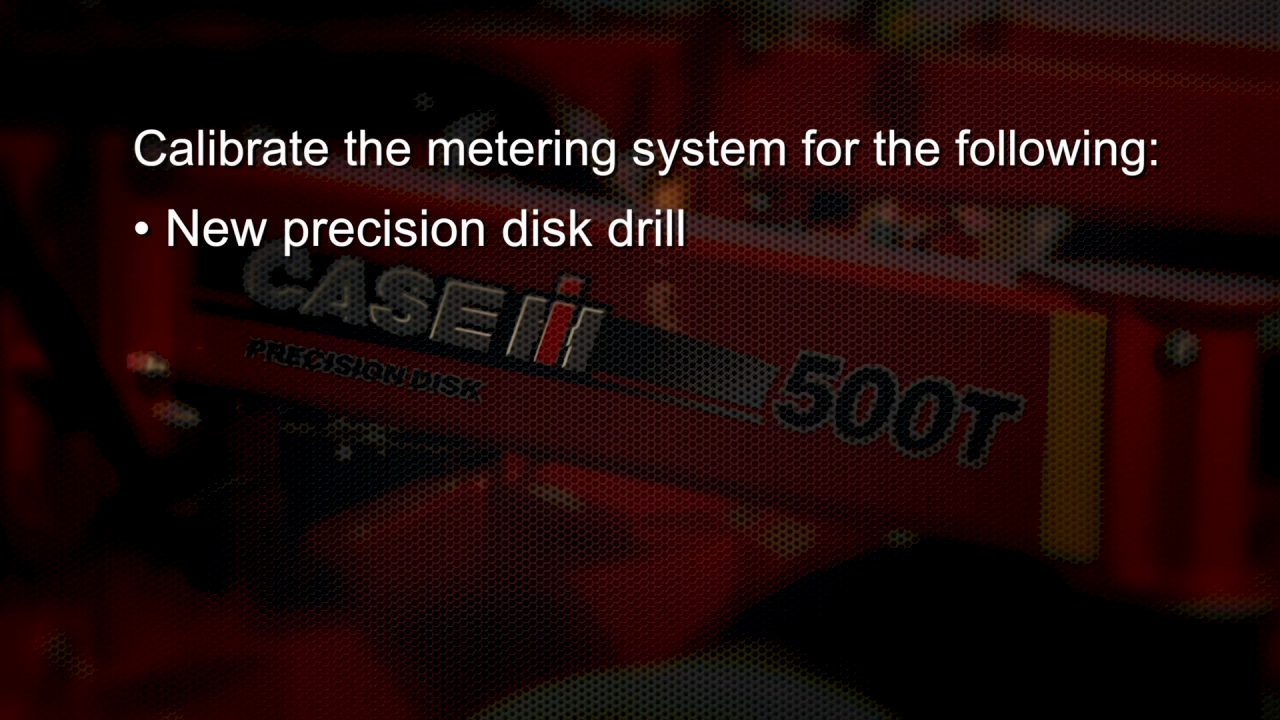 Calibrate the metering system for the following:
• New precision disk drill
CASE IH
PRECISION DISK
500T